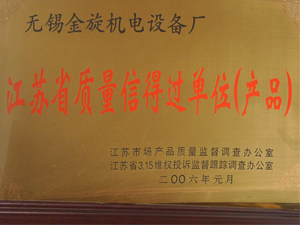 无锡金旋机电设备厂
江苏省质量信得过单位(产品)
江苏市场产品质量监督调查办公室
江苏省3.15维权投诉监督跟踪调查办公室
二00六年元月